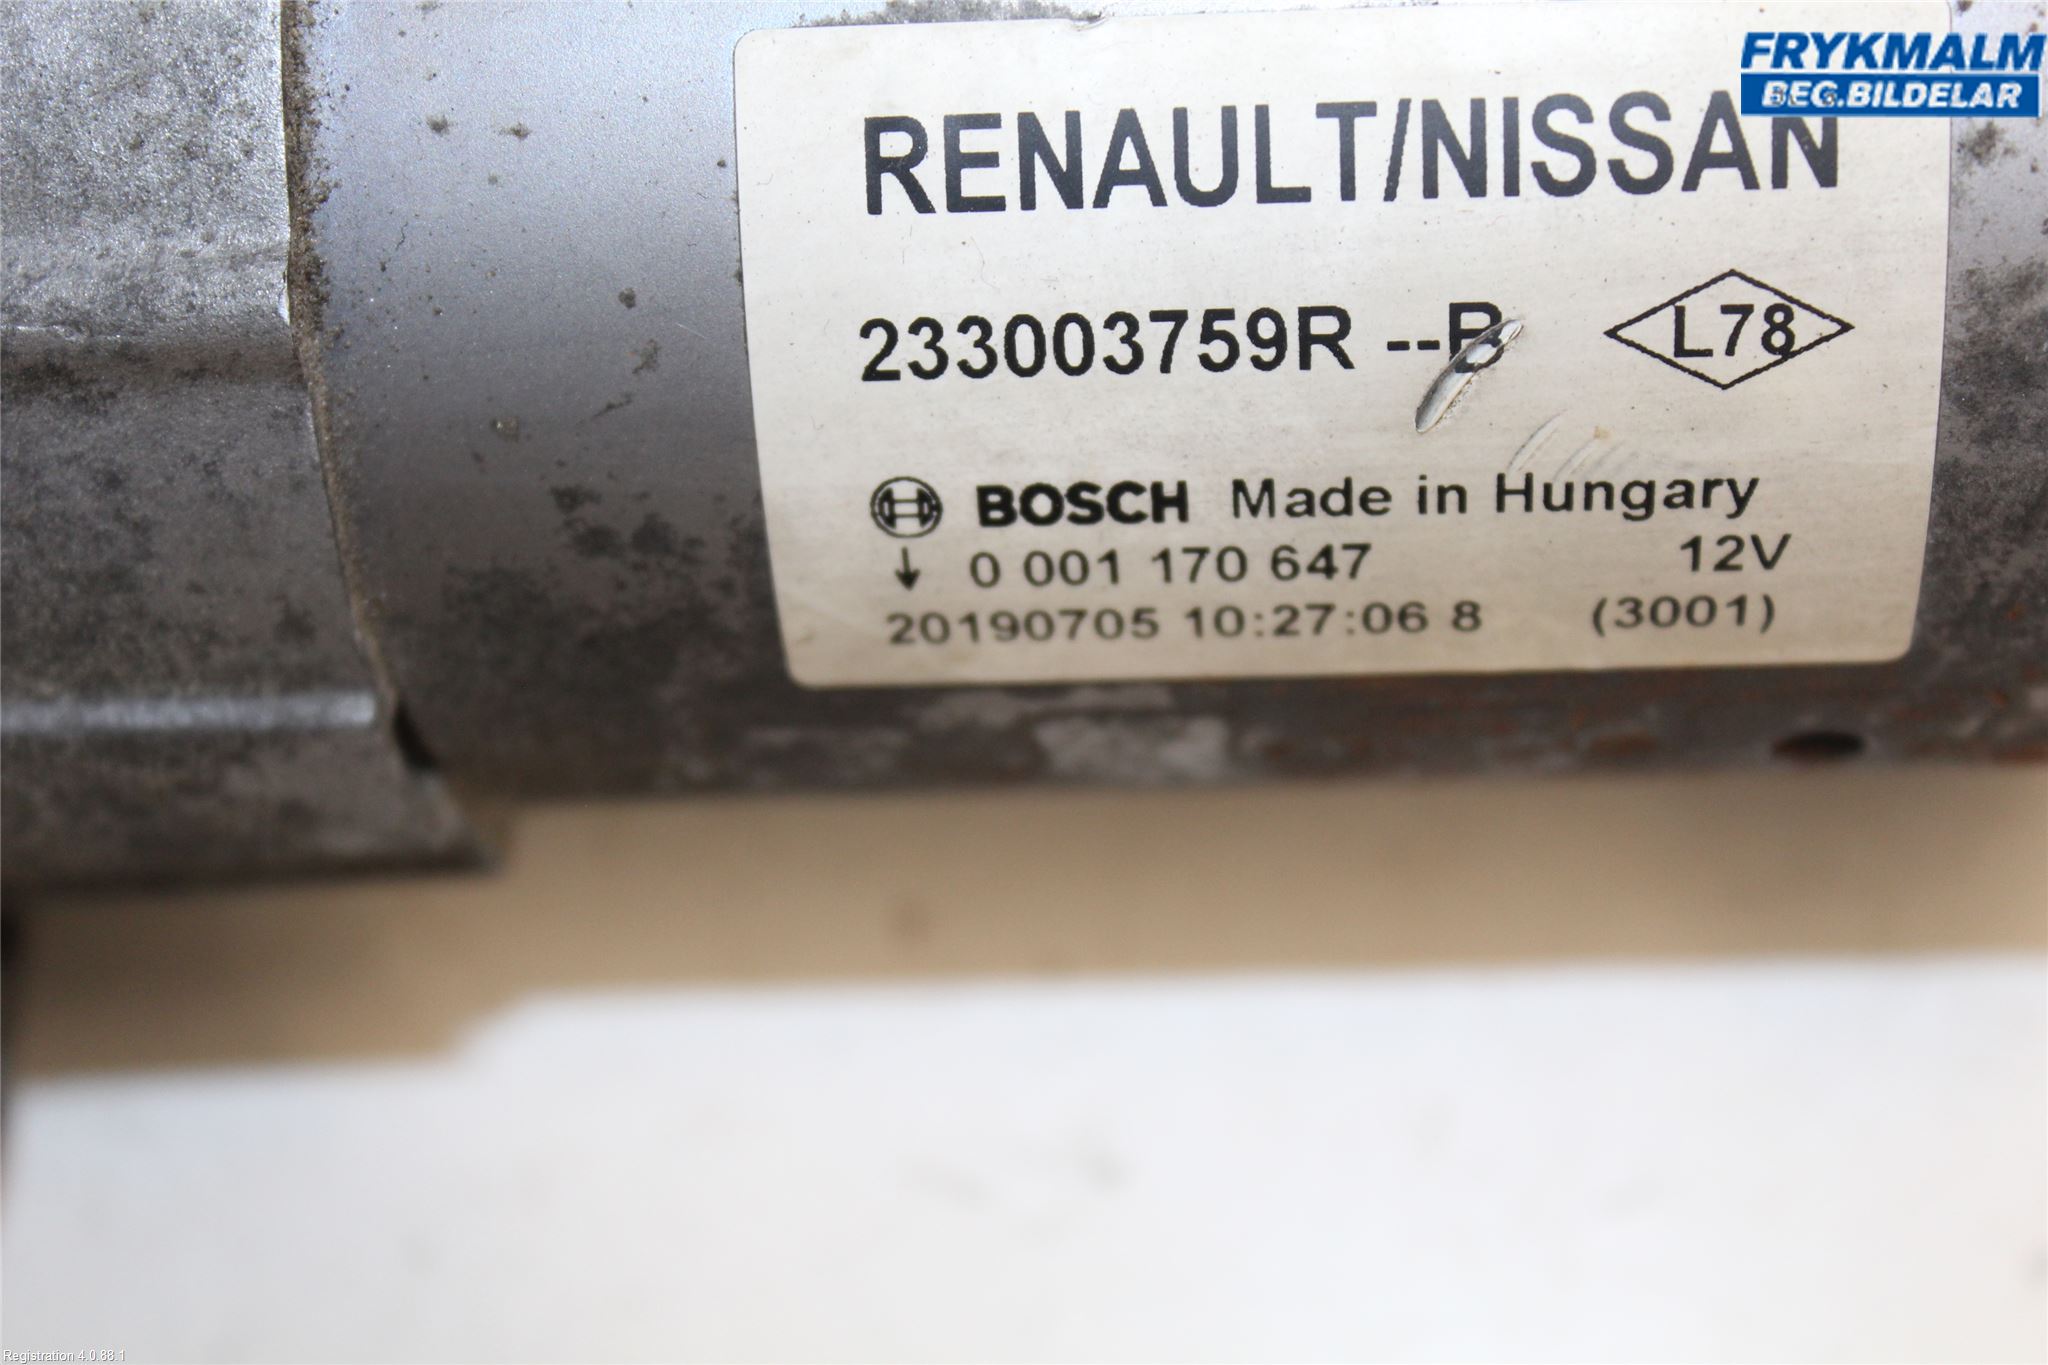 FRYKMALM
BEG.BILDELAR
RENAULT/NISSAN
233003759R --B L78
BOSCH Made in Hungary
↓ 0 001 170 647 12V
20190705 10:27:06 8 (3001)
Registration 4.0.88.1